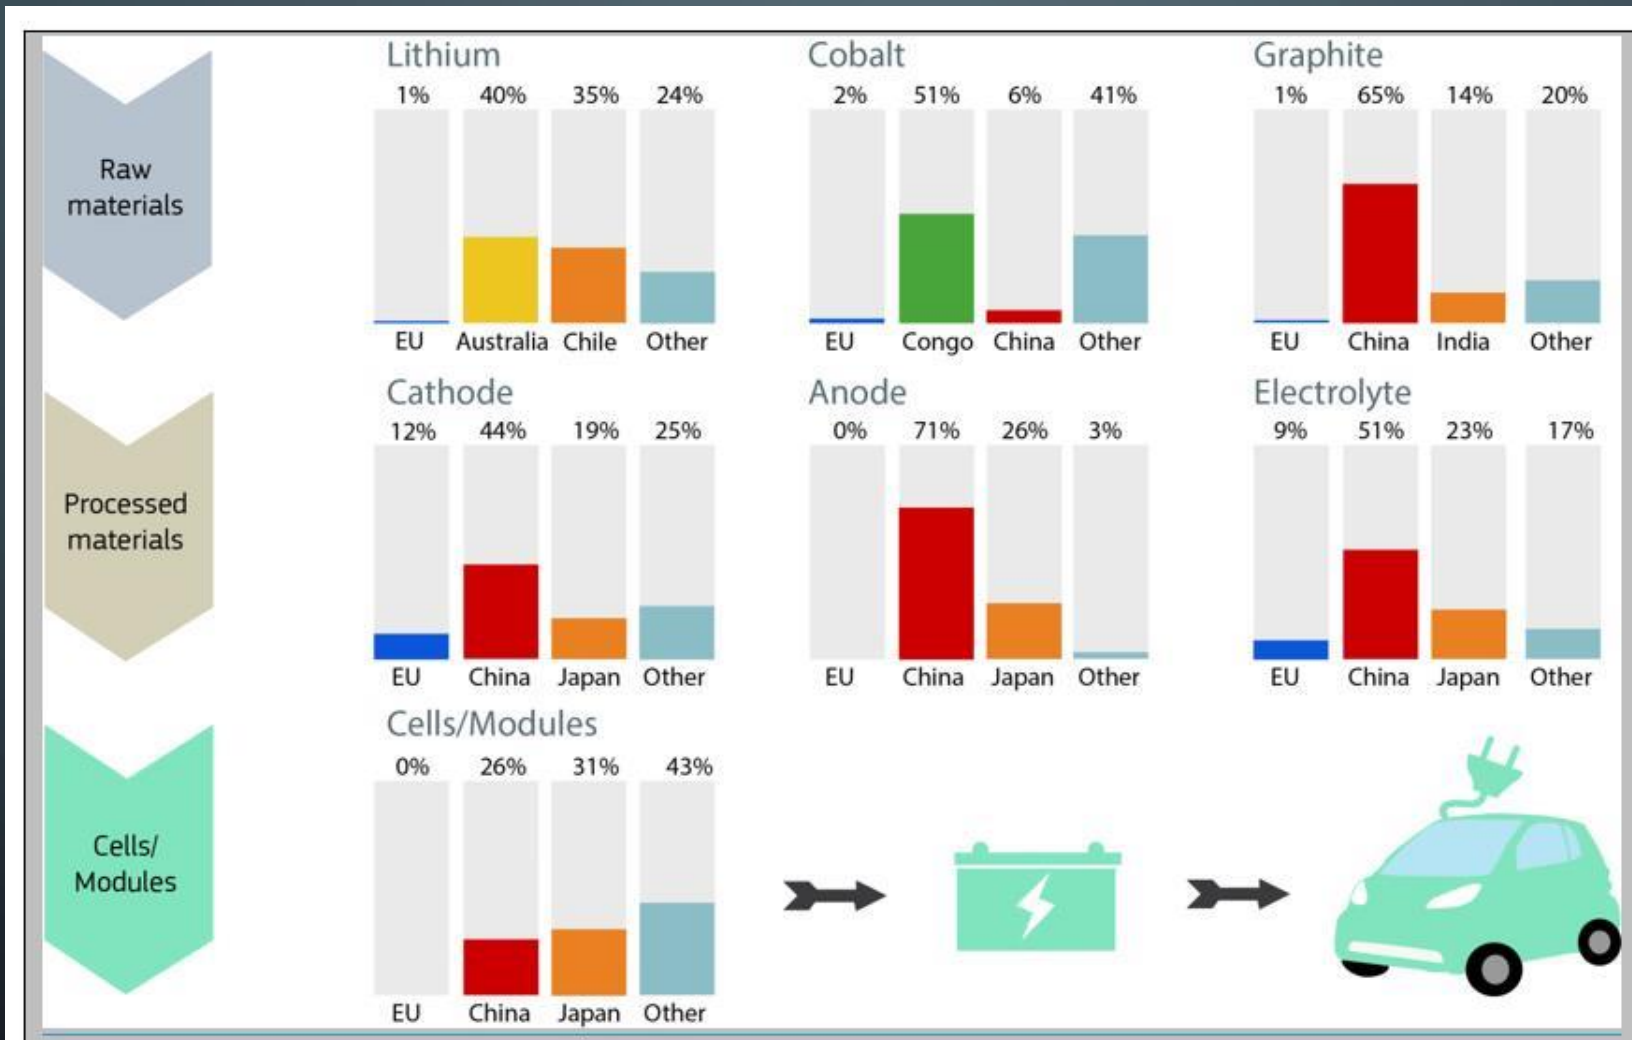 Raw
materials
Lithium
1% 40% 35% 24%
EU Australia Chile Other
Cobalt
2% 51% 6% 41%
EU Congo China Other
Graphite
1% 65% 14% 20%
EU China India Other
Processed
materials
Cathode
12% 44% 19% 25%
EU China Japan Other
Anode
0% 71% 26% 3%
EU China Japan Other
Electrolyte
9% 51% 23% 17%
EU China Japan Other
Cells/
Modules
Cells/Modules
0% 26% 31% 43%
EU China Japan Other